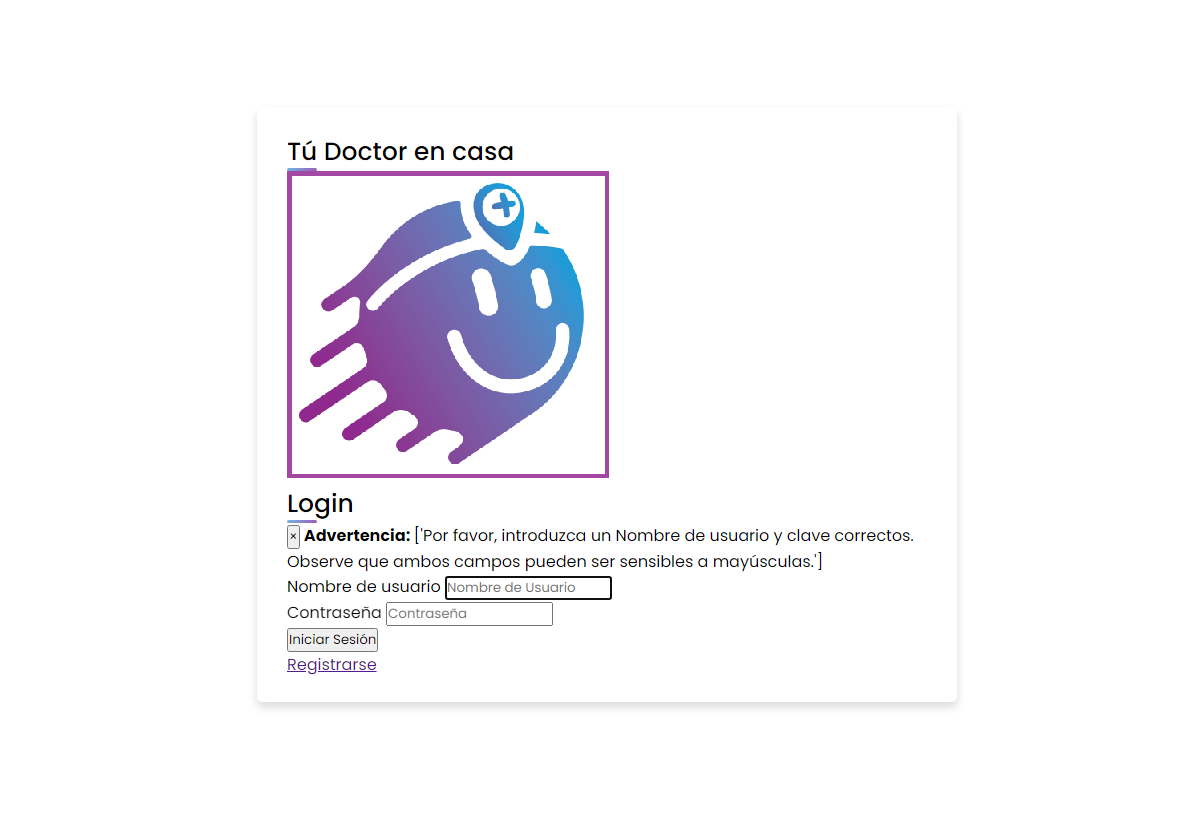 Tú Doctor en casa
Login
× Advertencia: ['Por favor, introduzca un Nombre de usuario y clave correctos.
Observe que ambos campos pueden ser sensibles a mayúsculas.']
Nombre de usuario Nombre de Usuario
Contraseña Contraseña
Iniciar Sesión
Registrarse